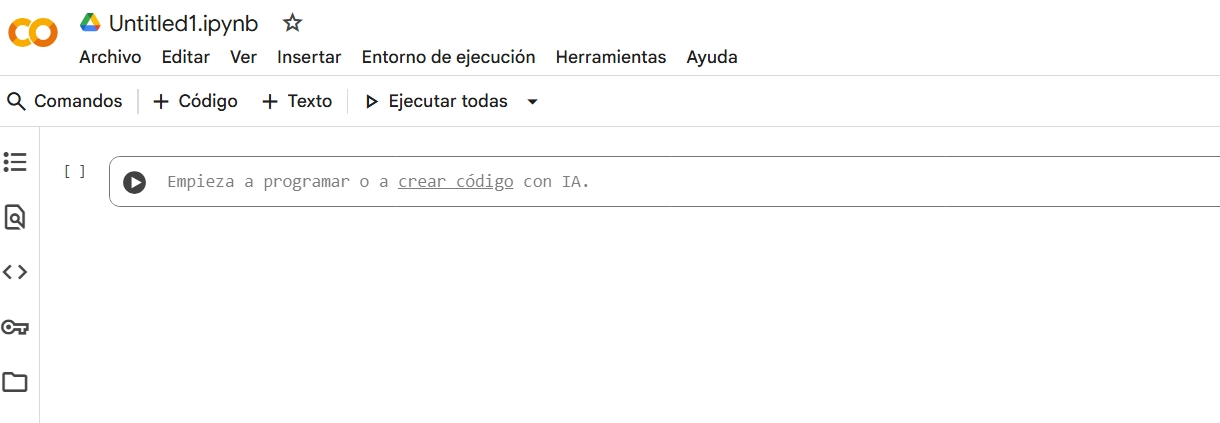 Untitled1.ipynb
Archivo Editar Ver Insertar Entorno de ejecución Herramientas Ayuda
Comandos + Código + Texto Ejecutar todas
[ ] Empieza a programar o a crear código con IA.